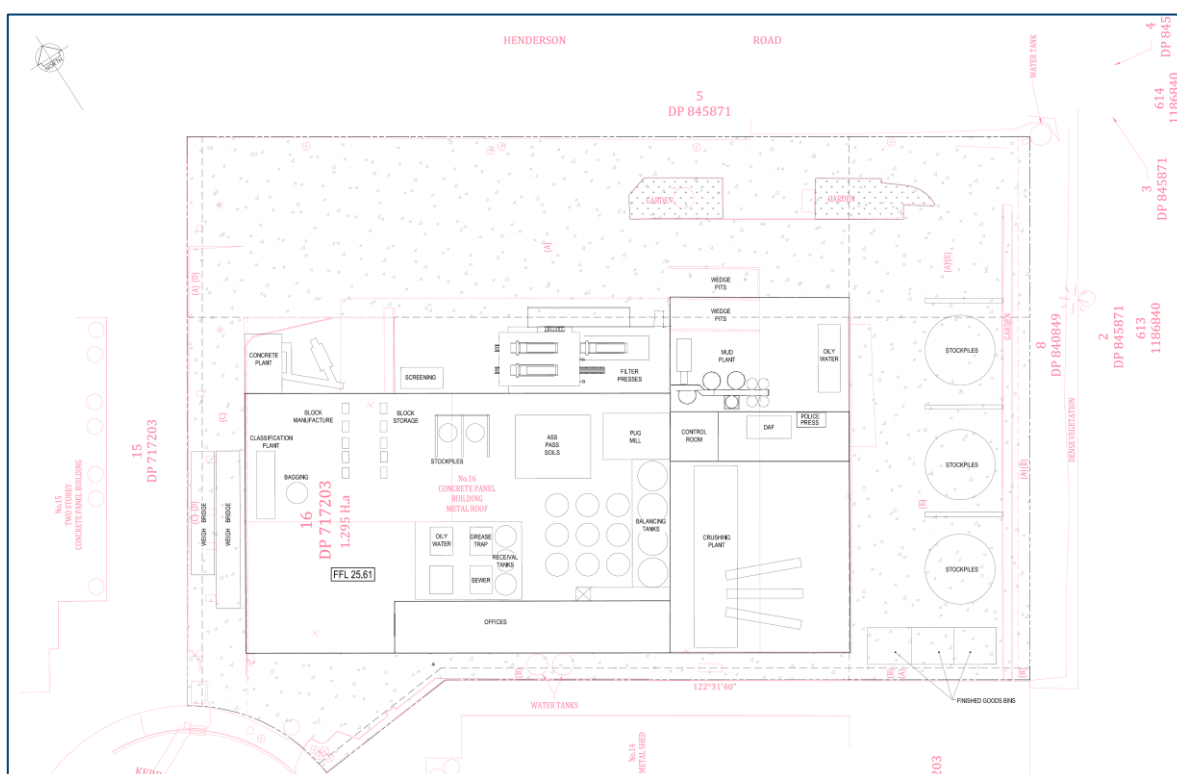 HENDERSON ROAD
NORTH
WATER TANK
4
DP 845
614
1186840
5
DP 845871
3
DP 845871
GARDEN
GARDEN
(A)
(A) (D)
WEDGE
PITS
WEDGE
PITS
CONCRETE
PLANT
SCREENING
FILTER
PRESSES
MUD
PLANT
OILY
WATER
STOCKPILES
GARDEN
8
DP 840849
2
DP 845871
613
1186840
BLOCK
MANUFACTURE
BLOCK
STORAGE
(C)
CLASSIFICATION
PLANT
STOCKPILES
ASS
PASS
SOILS
PUG
MILL
CONTROL
ROOM
DAF
POLICE
PRESS
DENSE VEGETATION
15
DP 717203
BAGGING
No.16
CONCRETE PANEL
BUILDING
METAL ROOF
STOCKPILES
No.15
TWO STOREY
CONCRETE PANEL BUILDING
WEIGH BRIDGE
WEIGH BRIDGE
16
DP 717203
1.295 H.a
OILY
WATER
GREASE
TRAP
RECEIVAL
TANKS
BALANCING
TANKS
CRUSHING
PLANT
FFL 25.61
SEWER
STOCKPILES
OFFICES
122°31'40"
WATER TANKS
FINISHED GOODS BINS
No.14
METAL SHED